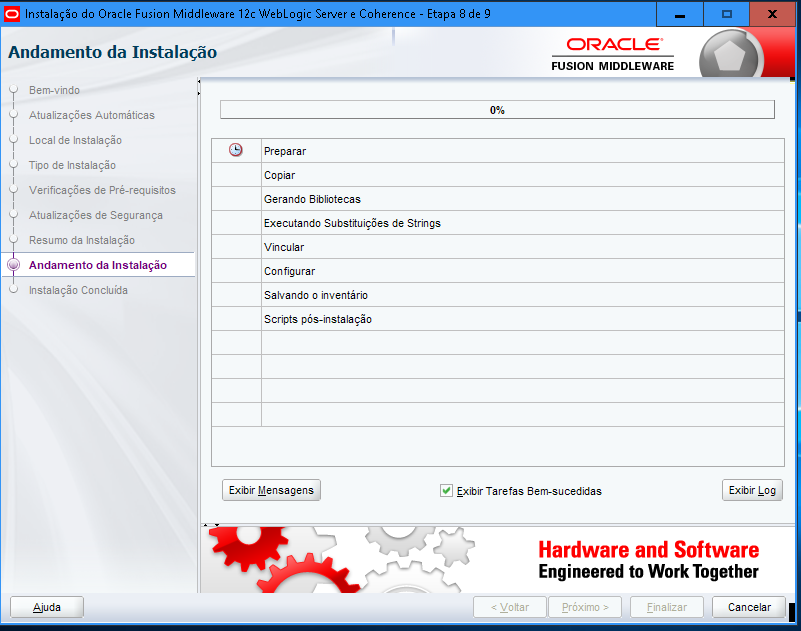 Instalação do Oracle Fusion Middleware 12c WebLogic Server e Coherence - Etapa 8 de 9
Andamento da Instalação
ORACLE®
FUSION MIDDLEWARE
Bem-vindo
Atualizações Automáticas
Local de Instalação
Tipo de Instalação
Verificações de Pré-requisitos
Atualizações de Segurança
Resumo da Instalação
Andamento da Instalação
Instalação Concluída
0%
Preparar
Copiar
Gerando Bibliotecas
Executando Substituições de Strings
Vincular
Configurar
Salvando o inventário
Scripts pós-instalação
Exibir Mensagens
Exibir Tarefas Bem-sucedidas
Exibir Log
Hardware and Software
Engineered to Work Together
Ajuda
< Voltar
Próximo >
Finalizar
Cancelar